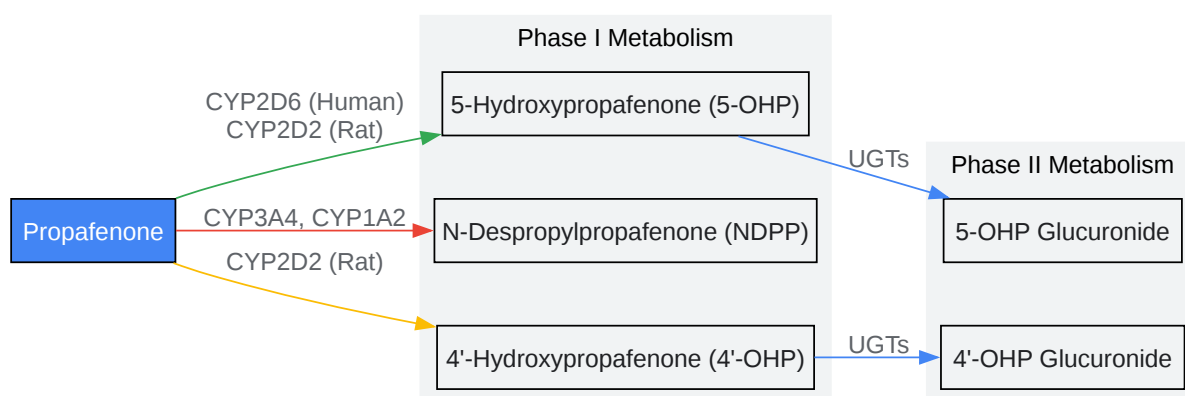 Phase I Metabolism
CYP2D6 (Human)
CYP2D2 (Rat)
5-Hydroxypropafenone (5-OHP)
UGTs
Phase II Metabolism
Propafenone
CYP3A4, CYP1A2
N-Despropylpropafenone (NDPP)
5-OHP Glucuronide
CYP2D2 (Rat)
4'-Hydroxypropafenone (4'-OHP)
UGTs
4'-OHP Glucuronide